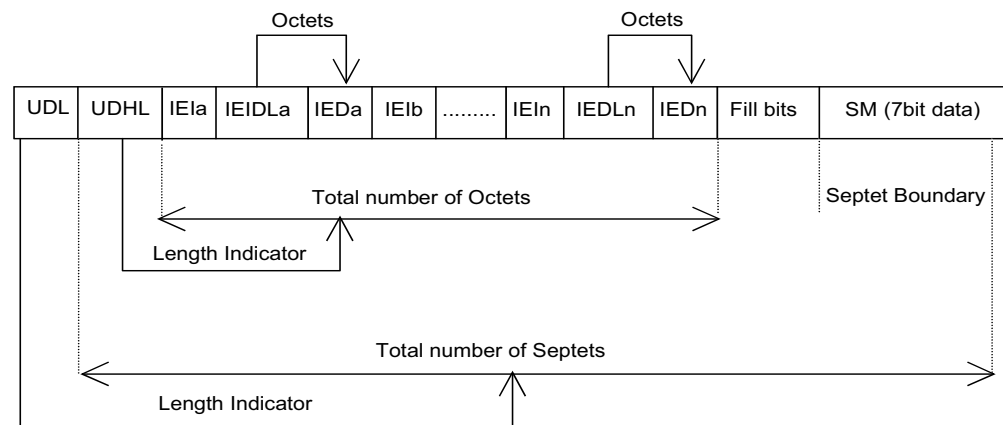 Octets Octets
UDL UDHL IEIa IEIDLa IEDa IEIb ......... IEIn IEDLn IEDn Fill bits SM (7bit data)
Total number of Octets Septet Boundary
Length Indicator
Total number of Septets
Length Indicator